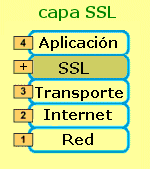 capa SSL
4 Aplicación
+ SSL
3 Transporte
2 Internet
1 Red